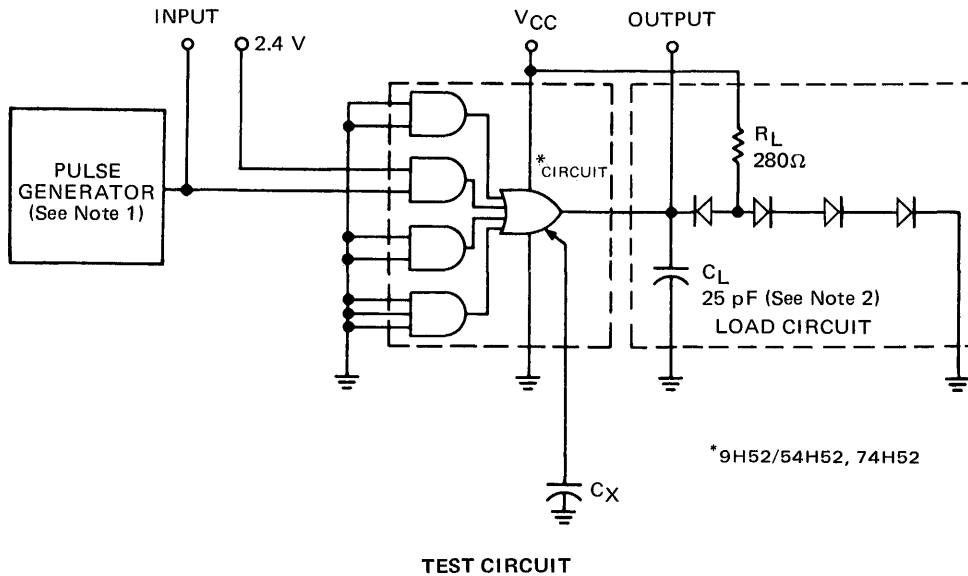 INPUT
2.4 V
VCC
OUTPUT
PULSE
GENERATOR
(See Note 1)
*CIRCUIT
RL
280Ω
CL
25 pF (See Note 2)
LOAD CIRCUIT
*9H52/54H52, 74H52
CX
TEST CIRCUIT